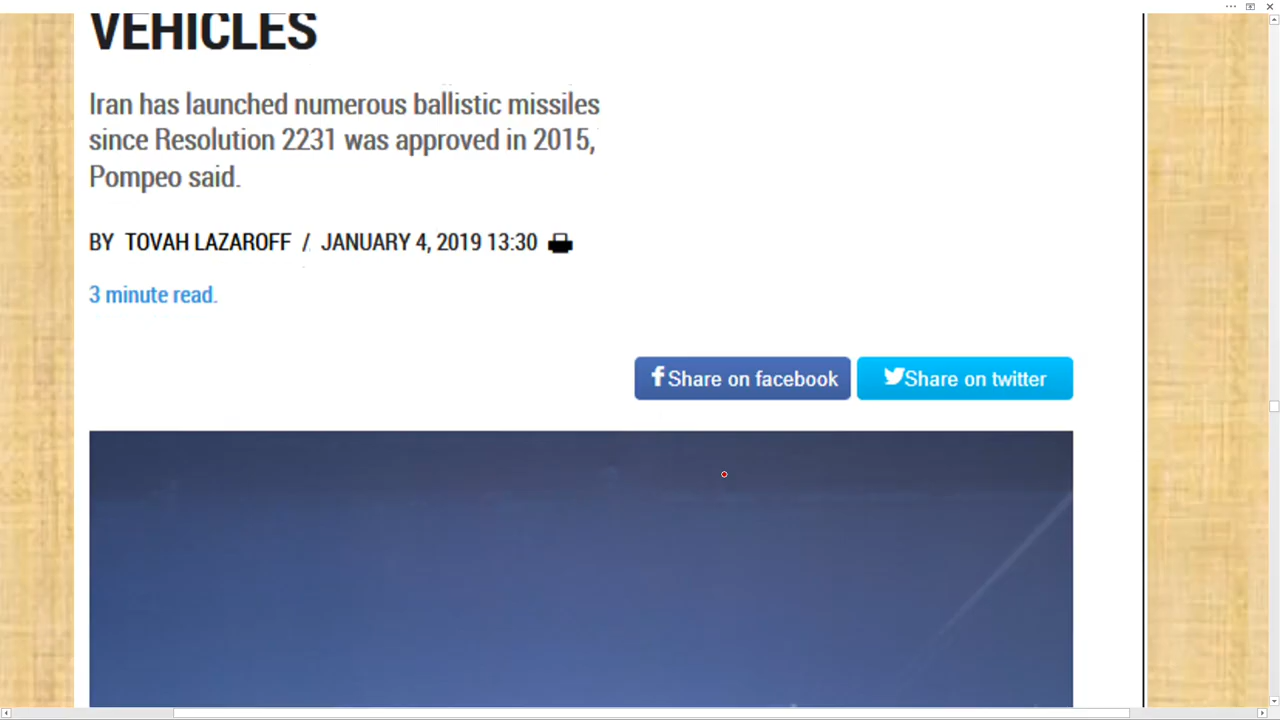 VEHICLES
Iran has launched numerous ballistic missiles
since Resolution 2231 was approved in 2015,
Pompeo said.
BY TOVAH LAZAROFF / JANUARY 4, 2019 13:30
3 minute read.
Share on facebook
Share on twitter